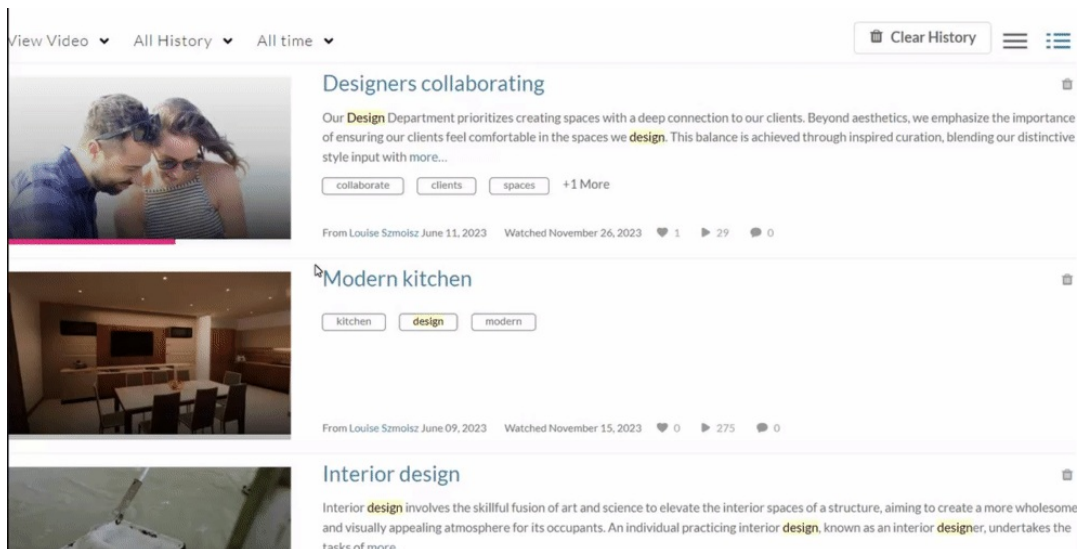 View Video All History All time Clear History
Designers collaborating
Our Design Department prioritizes creating spaces with a deep connection to our clients. Beyond aesthetics, we emphasize the importance
of ensuring our clients feel comfortable in the spaces we design. This balance is achieved through inspired curation, blending our distinctive
style input with more...
collaborate clients spaces +1 More
From Louise Szmoisz June 11, 2023 Watched November 26, 2023 1 29 0
Modern kitchen
kitchen design modern
From Louise Szmoisz June 09, 2023 Watched November 15, 2023 0 275 0
Interior design
Interior design involves the skillful fusion of art and science to elevate the interior spaces of a structure, aiming to create a more wholesome
and visually appealing atmosphere for its occupants. An individual practicing interior design, known as an interior designer, undertakes the
tasks of more